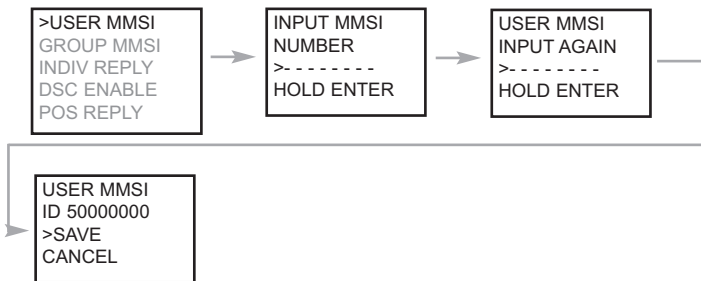 >USER MMSI
GROUP MMSI
INDIV REPLY
DSC ENABLE
POS REPLY
INPUT MMSI
NUMBER
>- - - - - - - -
HOLD ENTER
USER MMSI
INPUT AGAIN
>- - - - - - - -
HOLD ENTER
USER MMSI
ID 50000000
>SAVE
CANCEL